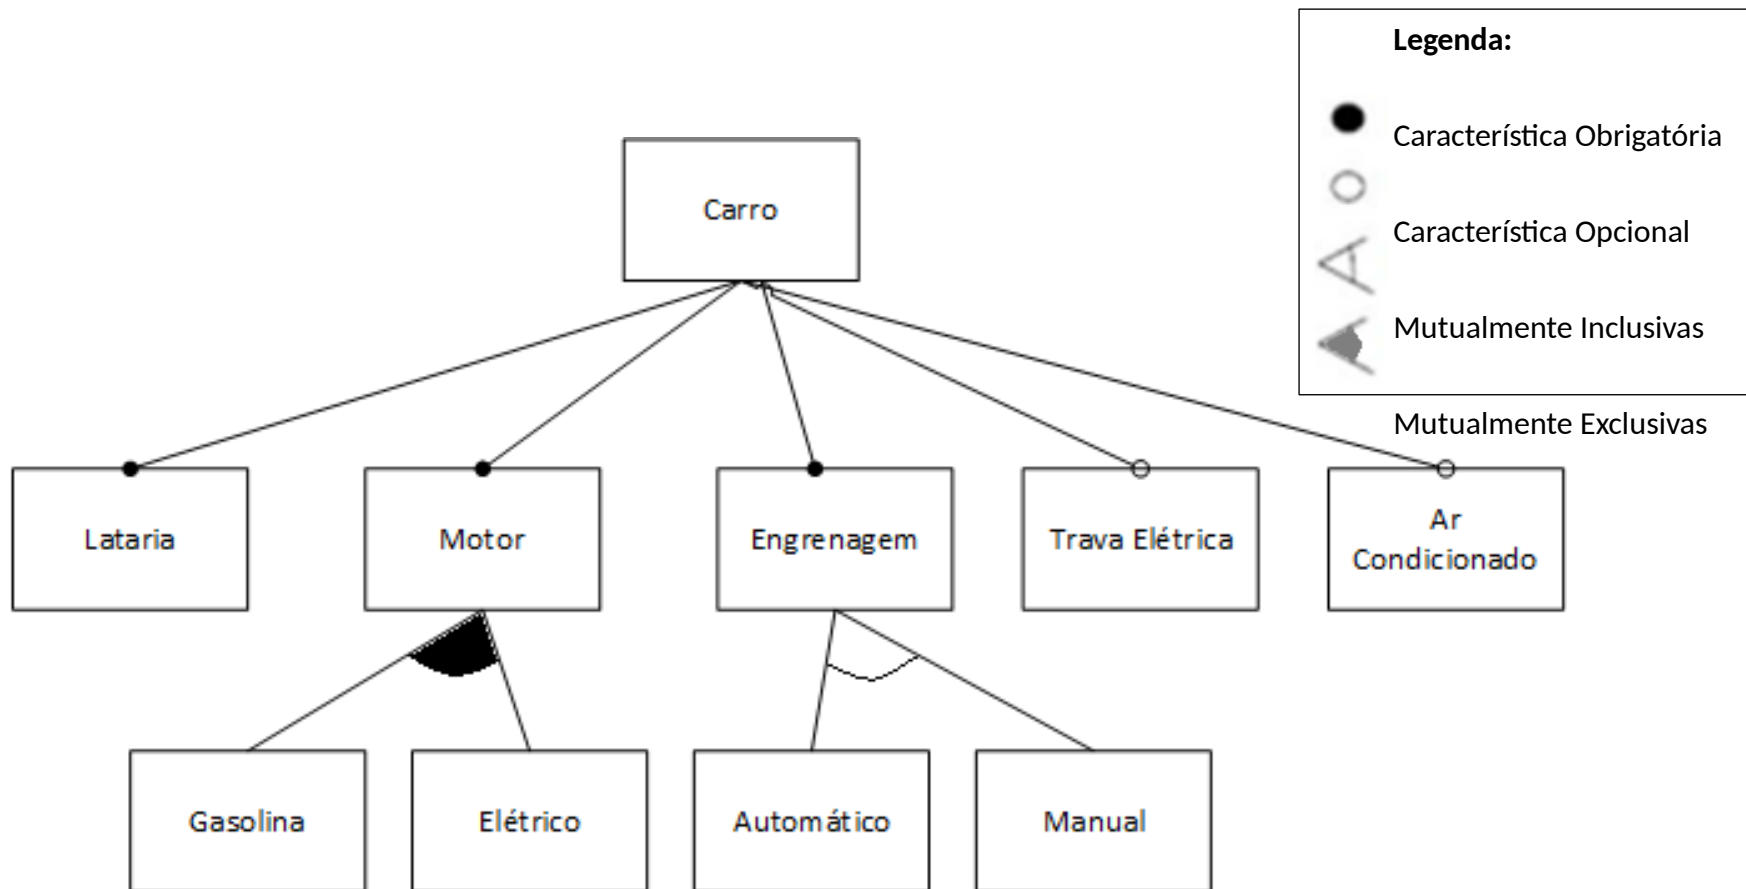 Legenda:
Característica Obrigatória
Característica Opcional
Mutualmente Inclusivas
Mutualmente Exclusivas
Carro
Lataria
Motor
Engrenagem
Trava Elétrica
Ar
Condicionado
Gasolina
Elétrico
Automático
Manual